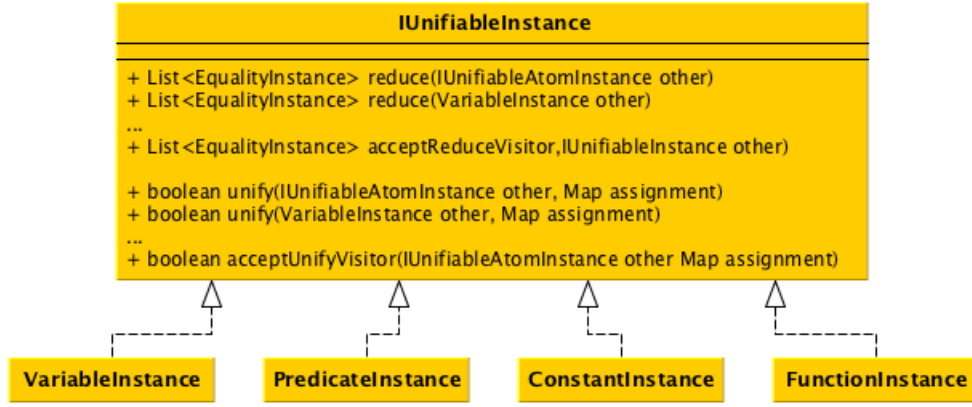 IUnifiableInstance
+ List<EqualityInstance> reduce(IUnifiableAtomInstance other)
+ List<EqualityInstance> reduce(VariableInstance other)
...
+ List<EqualityInstance> acceptReduceVisitor,IUnifiableInstance other)
+ boolean unify(IUnifiableAtomInstance other, Map assignment)
+ boolean unify(VariableInstance other, Map assignment)
...
+ boolean acceptUnifyVisitor(IUnifiableAtomInstance other Map assignment)
VariableInstance
PredicateInstance
ConstantInstance
FunctionInstance